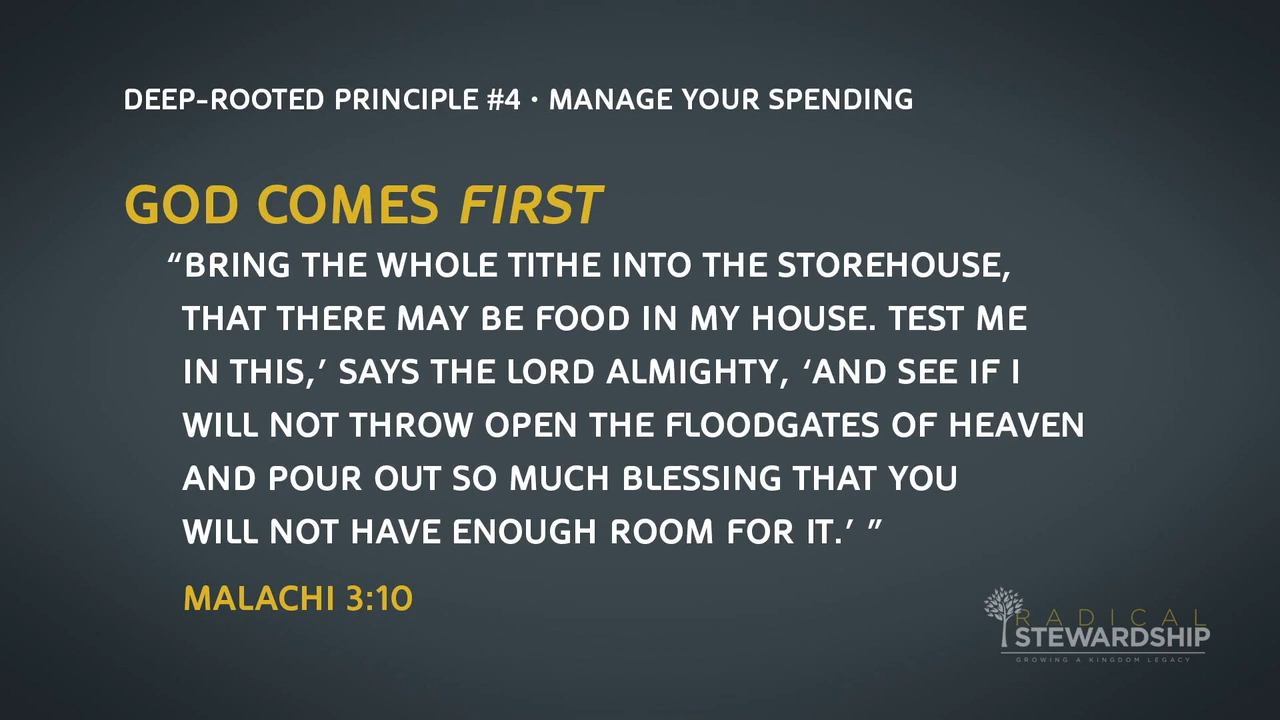 DEEP-ROOTED PRINCIPLE #4 · MANAGE YOUR SPENDING
GOD COMES FIRST
“BRING THE WHOLE TITHE INTO THE STOREHOUSE,
THAT THERE MAY BE FOOD IN MY HOUSE. TEST ME
IN THIS,’ SAYS THE LORD ALMIGHTY, ‘AND SEE IF I
WILL NOT THROW OPEN THE FLOODGATES OF HEAVEN
AND POUR OUT SO MUCH BLESSING THAT YOU
WILL NOT HAVE ENOUGH ROOM FOR IT.’ ”
MALACHI 3:10
RADICAL
STEWARDSHIP
GROWING A KINGDOM LEGACY